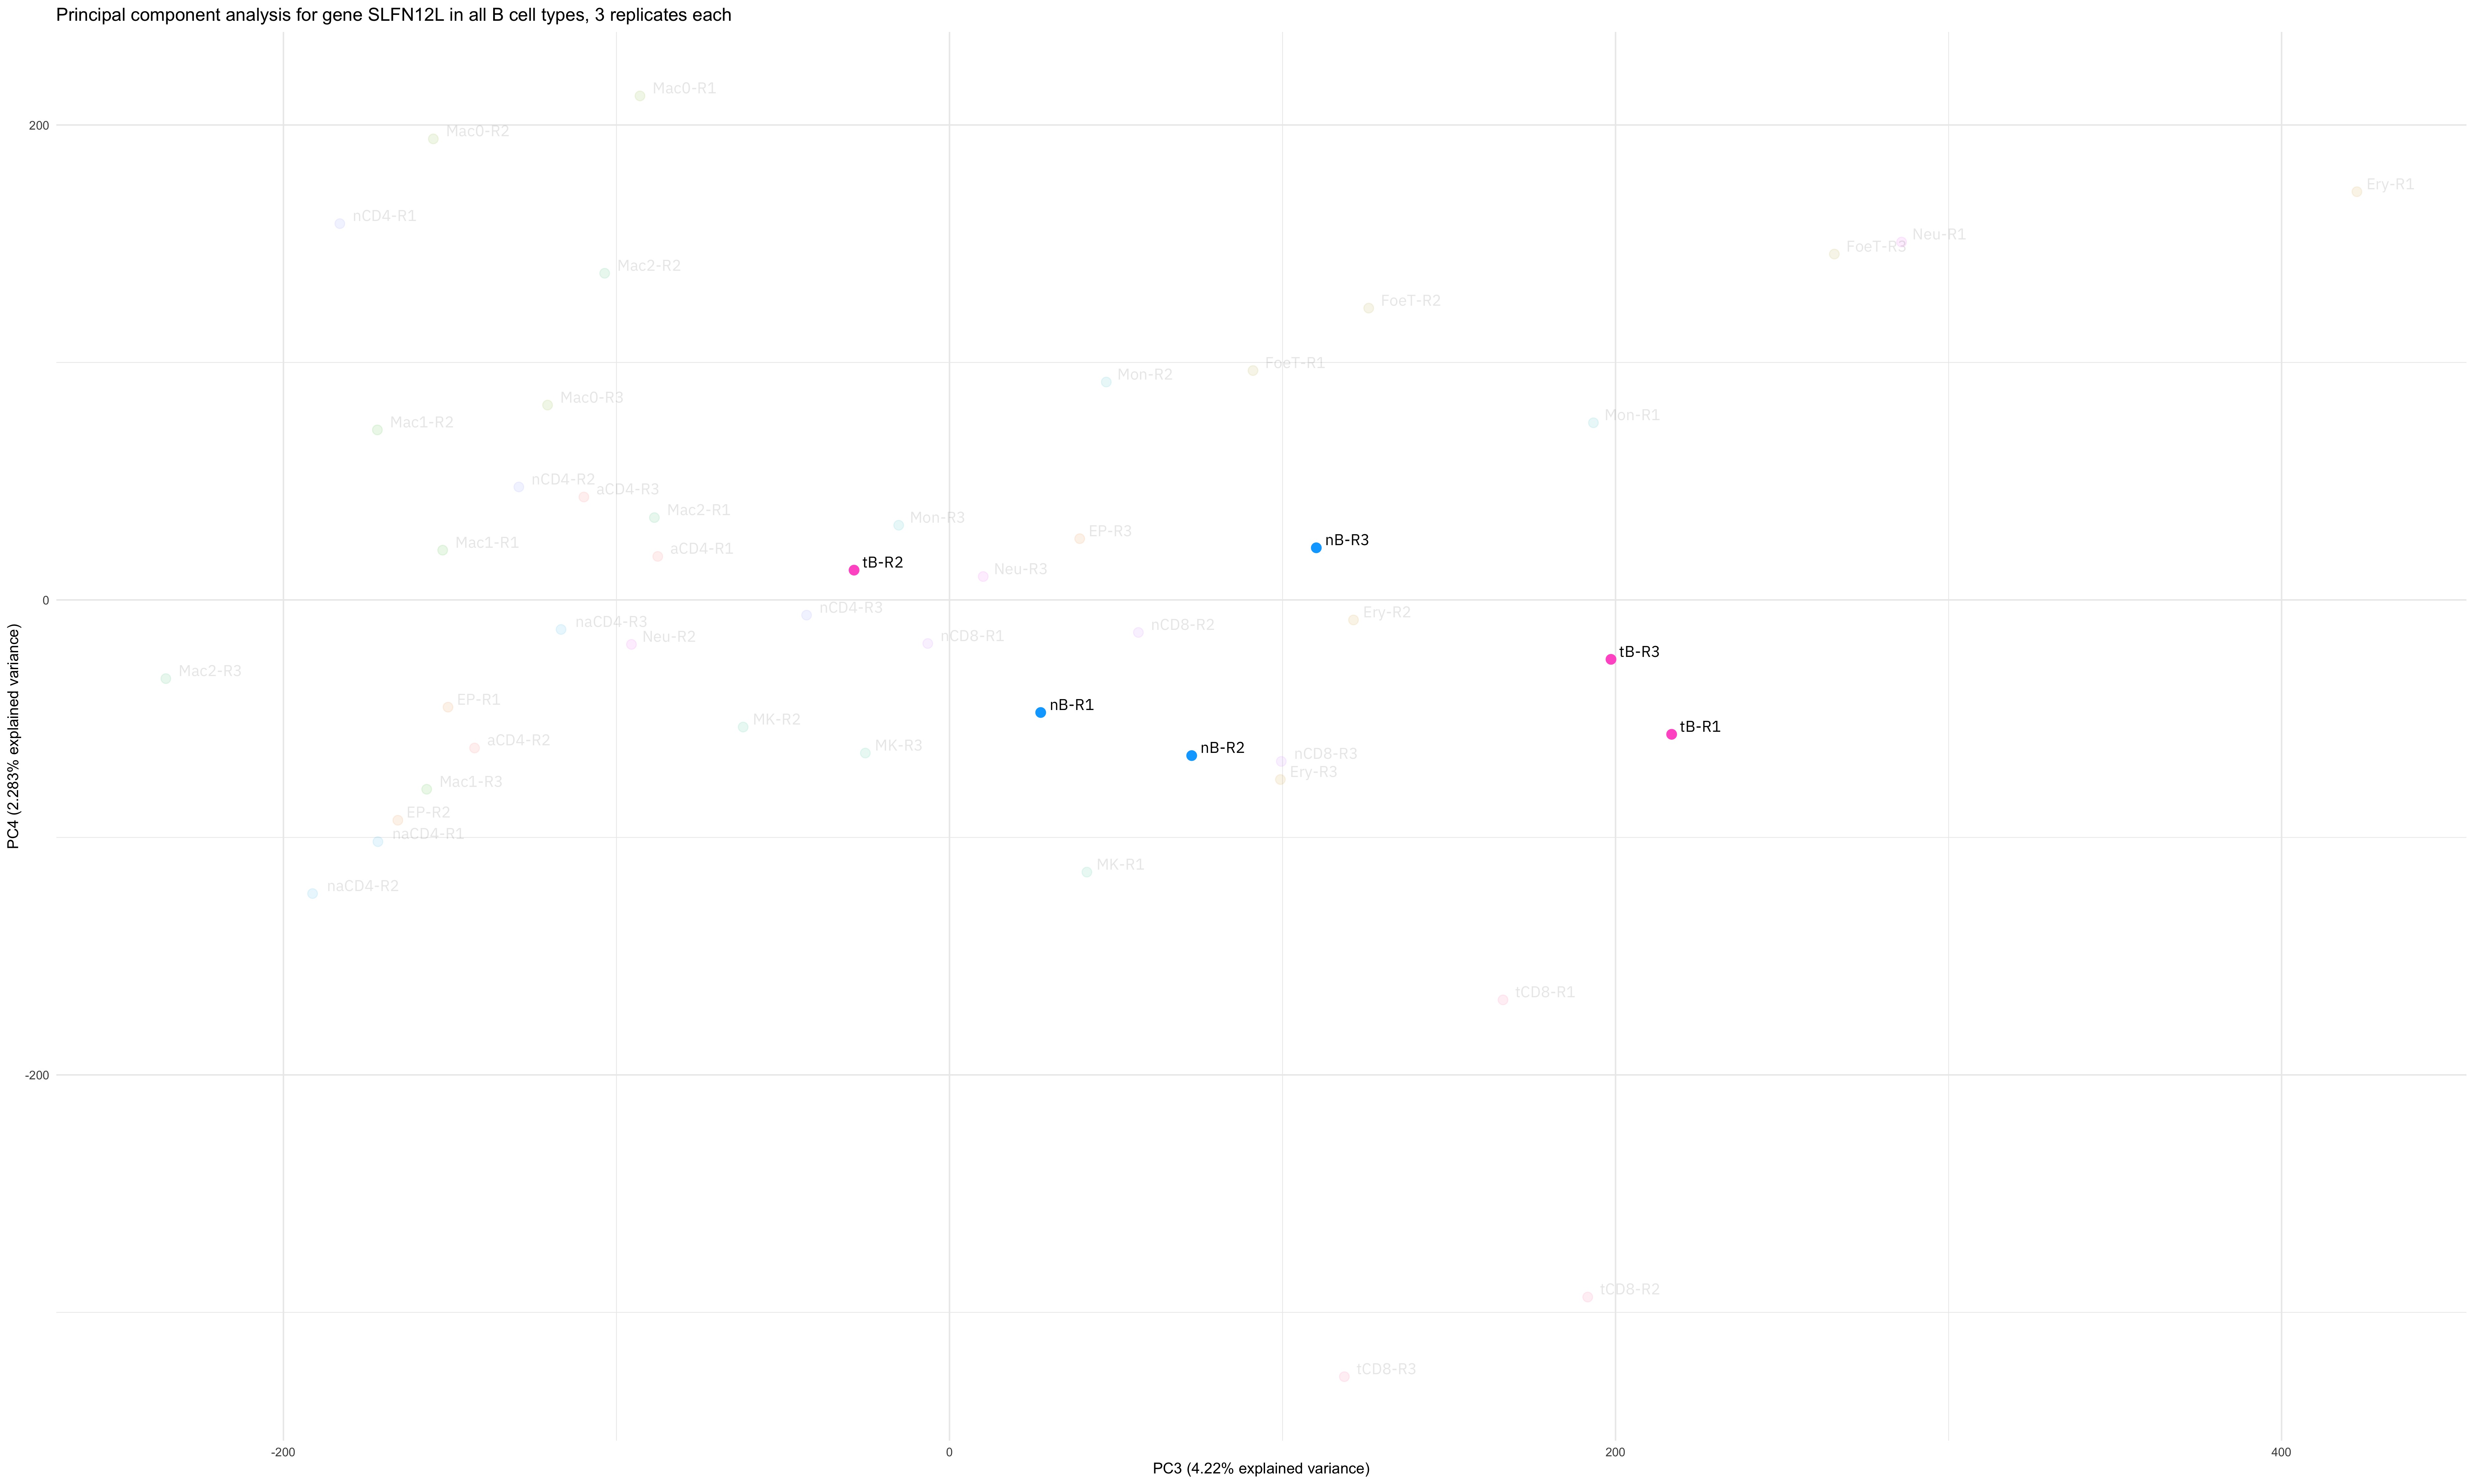 Principal component analysis for gene SLFN12L in all B cell types, 3 replicates each
Mac0-R1
200
Mac0-R2
Ery-R1
nCD4-R1
Neu-R1
FoeT-R3
Mac2-R2
FoeT-R2
FoeT-R1
Mon-R2
Mac0-R3
Mon-R1
Mac1-R2
nCD4-R2
aCD4-R3
Mac2-R1
Mon-R3
EP-R3
nB-R3
Mac1-R1
aCD4-R1
tB-R2
Neu-R3
0
nCD4-R3
Ery-R2
naCD4-R3
nCD8-R2
Neu-R2
nCD8-R1
tB-R3
Mac2-R3
EP-R1
nB-R1
MK-R2
tB-R1
aCD4-R2
MK-R3
nB-R2
nCD8-R3
Ery-R3
Mac1-R3
EP-R2
naCD4-R1
MK-R1
naCD4-R2
tCD8-R1
-200
tCD8-R2
tCD8-R3
-200
0
200
400
PC3 (4.22% explained variance)
PC4 (2.283% explained variance)